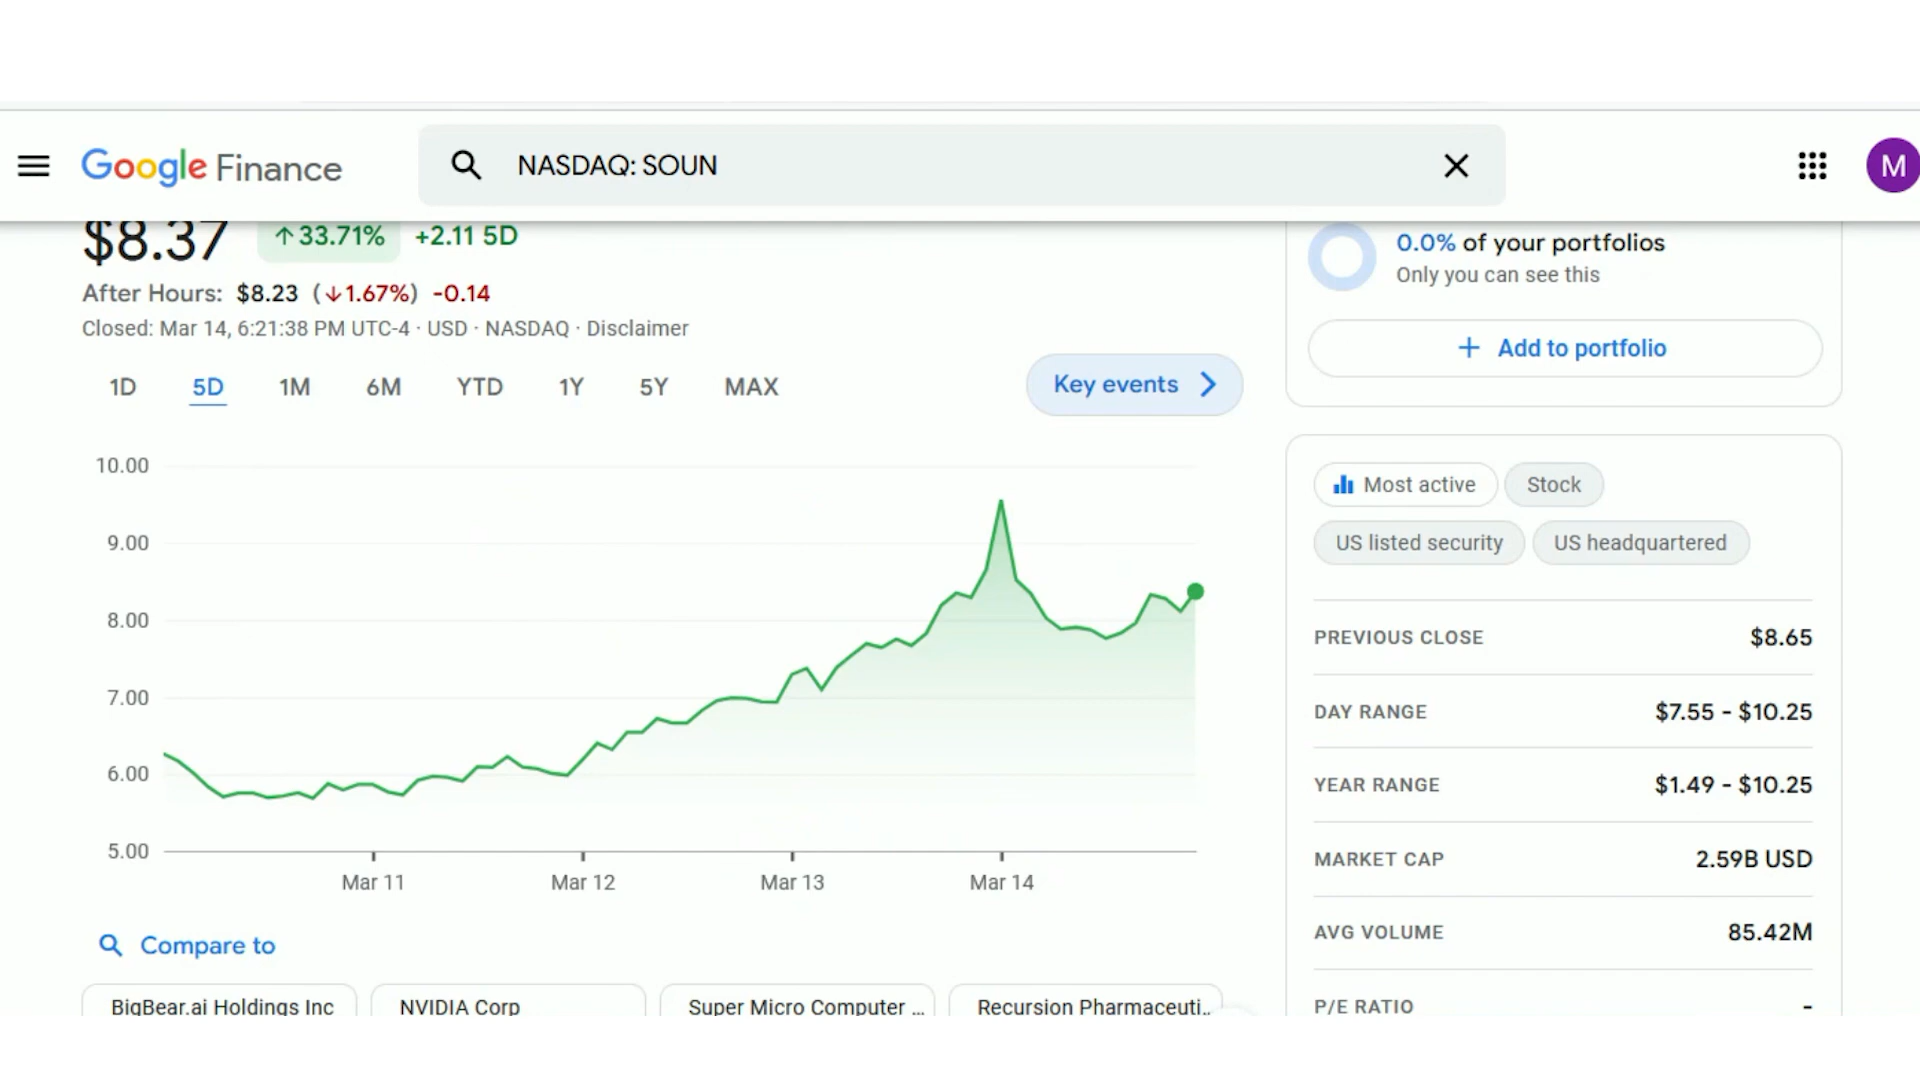 Google Finance
NASDAQ: SOUN
M
$8.37 ↑33.71% +2.11 5D
After Hours: $8.23 (↓1.67%) -0.14
Closed: Mar 14, 6:21:38 PM UTC-4 · USD · NASDAQ · Disclaimer
1D 5D 1M 6M YTD 1Y 5Y MAX
Key events
10.00
9.00
8.00
7.00
6.00
5.00
Mar 11 Mar 12 Mar 13 Mar 14
Compare to
BigBear.ai Holdings Inc
NVIDIA Corp
Super Micro Computer ...
Recursion Pharmaceuti..
0.0% of your portfolios
Only you can see this
+ Add to portfolio
Most active Stock
US listed security US headquartered
PREVIOUS CLOSE $8.65
DAY RANGE $7.55 - $10.25
YEAR RANGE $1.49 - $10.25
MARKET CAP 2.59B USD
AVG VOLUME 85.42M
P/E RATIO -